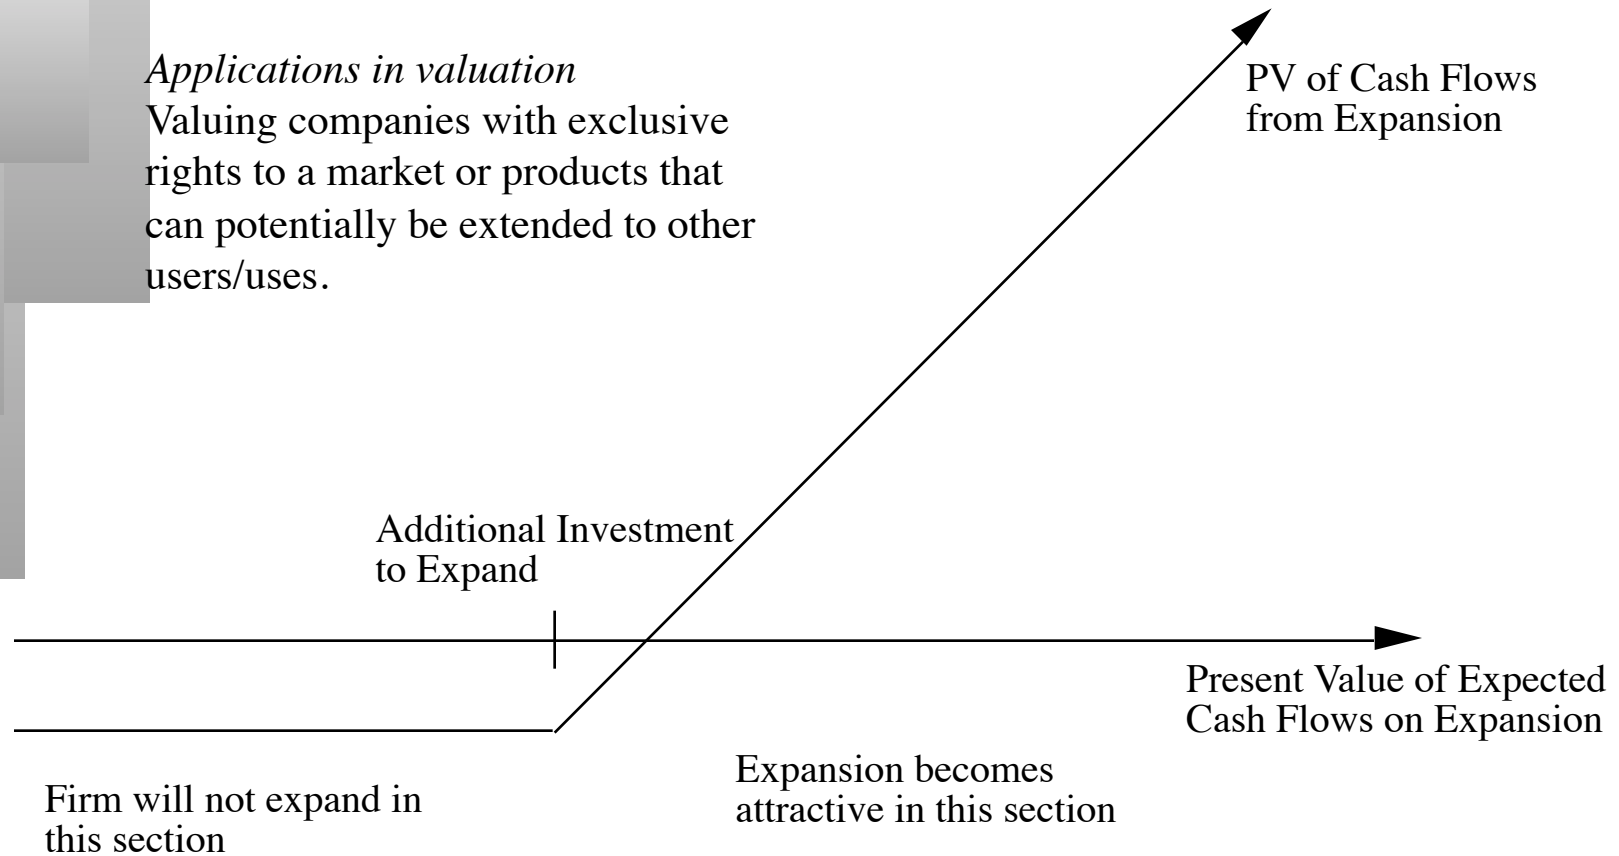 Applications in valuation
Valuing companies with exclusive
rights to a market or products that
can potentially be extended to other
users/uses.
PV of Cash Flows
from Expansion
Additional Investment
to Expand
Present Value of Expected
Cash Flows on Expansion
Expansion becomes
attractive in this section
Firm will not expand in
this section